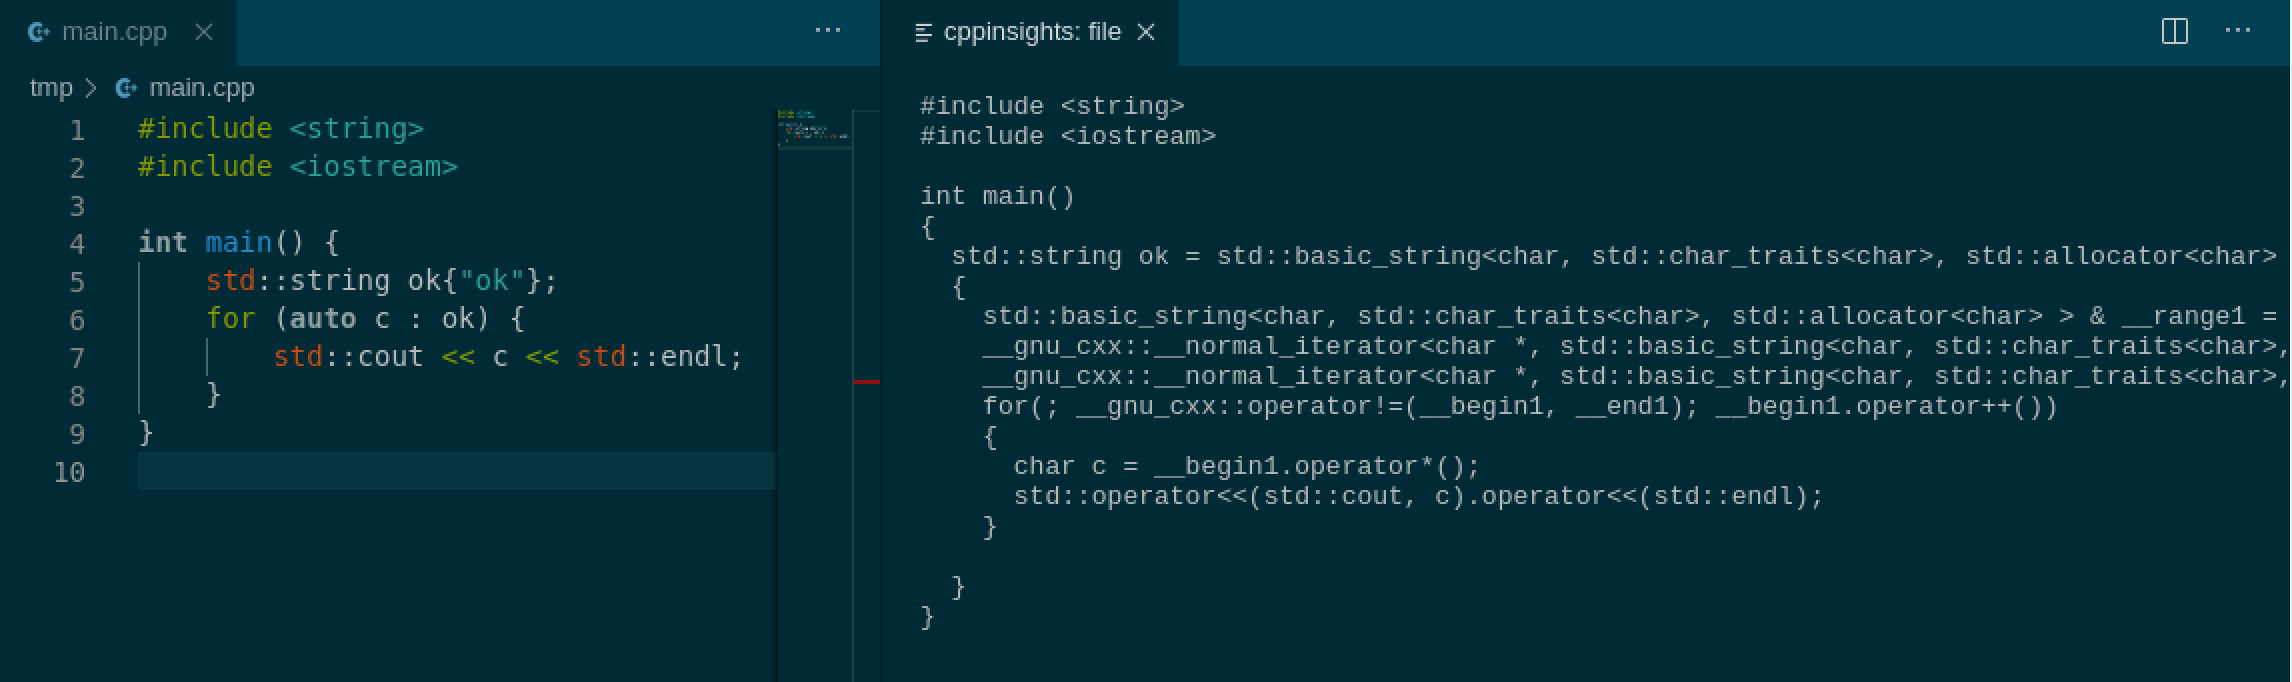 main.cpp
tmp > main.cpp
1 #include <string>
2 #include <iostream>
3
4 int main() {
5     std::string ok{"ok"};
6     for (auto c : ok) {
7         std::cout << c << std::endl;
8     }
9 }
10
cppinsights: file
#include <string>
#include <iostream>

int main()
{
  std::string ok = std::basic_string<char, std::char_traits<char>, std::allocator<char>
  {
    std::basic_string<char, std::char_traits<char>, std::allocator<char> > & __range1 =
    __gnu_cxx::__normal_iterator<char *, std::basic_string<char, std::char_traits<char>,
    __gnu_cxx::__normal_iterator<char *, std::basic_string<char, std::char_traits<char>,
    for(; __gnu_cxx::operator!=(__begin1, __end1); __begin1.operator++())
    {
      char c = __begin1.operator*();
      std::operator<<(std::cout, c).operator<<(std::endl);
    }

  }
}